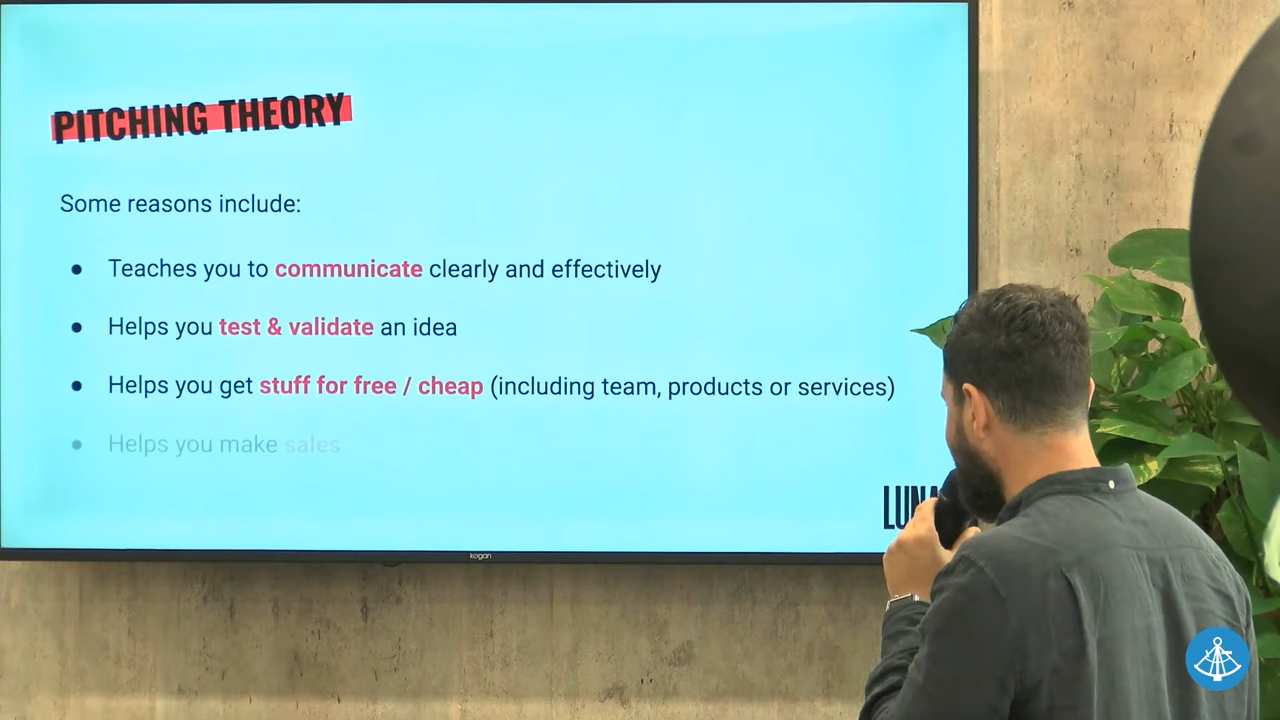 PITCHING THEORY
Some reasons include:
● Teaches you to communicate clearly and effectively
● Helps you test & validate an idea
● Helps you get stuff for free / cheap (including team, products or services)
● Helps you make sales
kogan